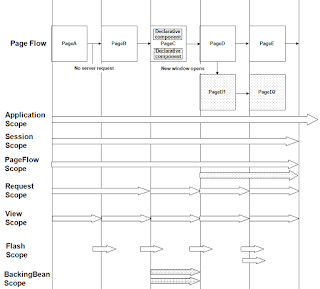 Page Flow
PageA
PageB
PageC
Declarative
component
Declarative
component
PageD
PageE
No server request
New window opens
PageD1
PageD2
Application
Scope
Session
Scope
PageFlow
Scope
Request
Scope
View
Scope
Flash
Scope
BackingBean
Scope